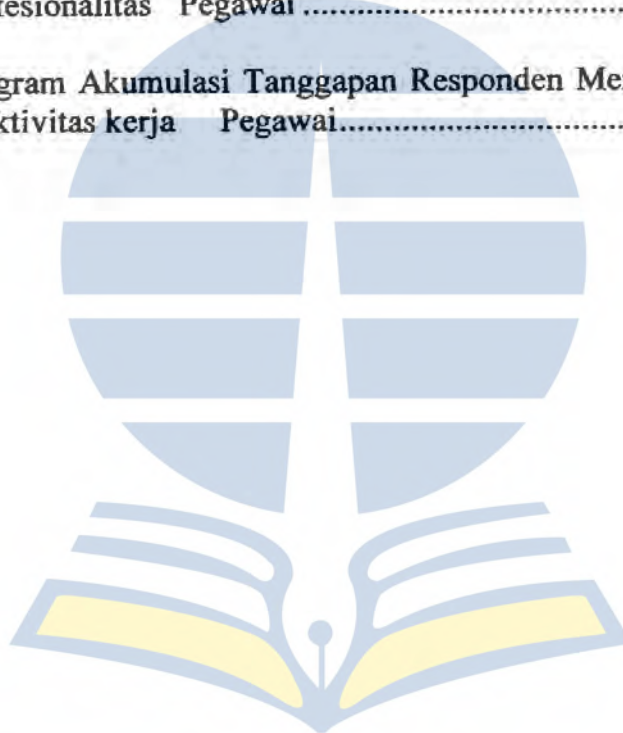 fesionalitas Pegawai ......................................
gram Akumulasi Tanggapan Responden Me
ktivitas kerja Pegawai......................................